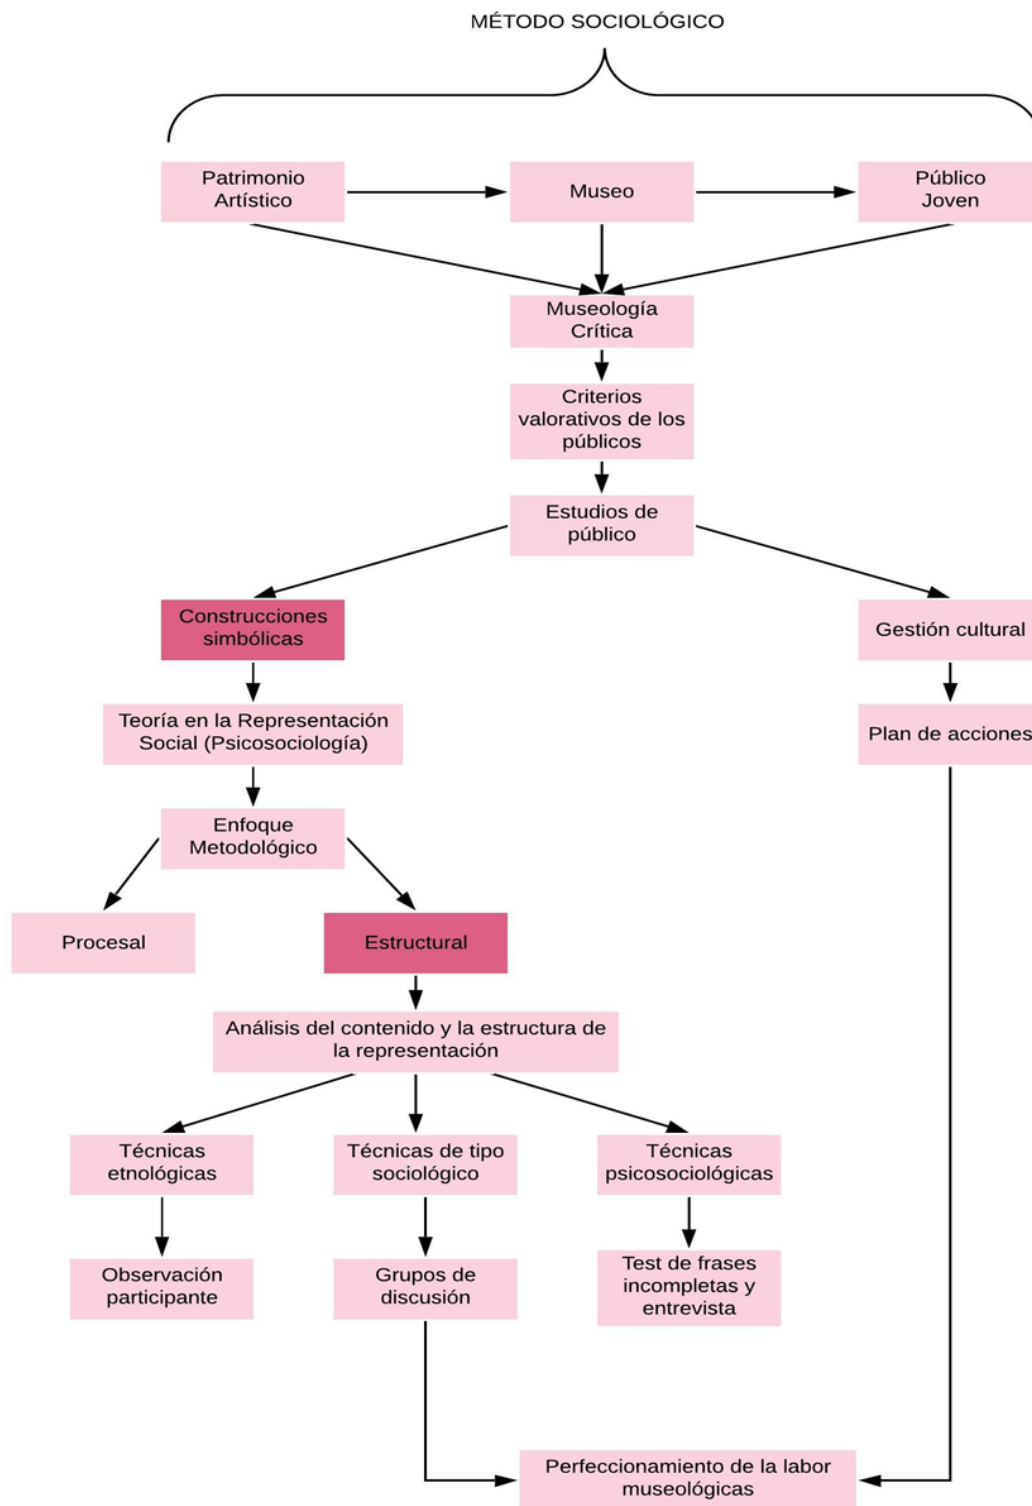 MÉTODO SOCIOLÓGICO
Patrimonio
Artístico
Museo
Público
Joven
Museología
Crítica
Criterios
valorativos de los
públicos
Estudios de
público
Construcciones
simbólicas
Gestión cultural
Teoría en la Representación
Social (Psicosociología)
Plan de acciones
Enfoque
Metodológico
Procesal
Estructural
Análisis del contenido y la estructura de
la representación
Técnicas
etnológicas
Técnicas de tipo
sociológico
Técnicas
psicosociológicas
Observación
participante
Grupos de
discusión
Test de frases
incompletas y
entrevista
Perfeccionamiento de la labor
museológicas